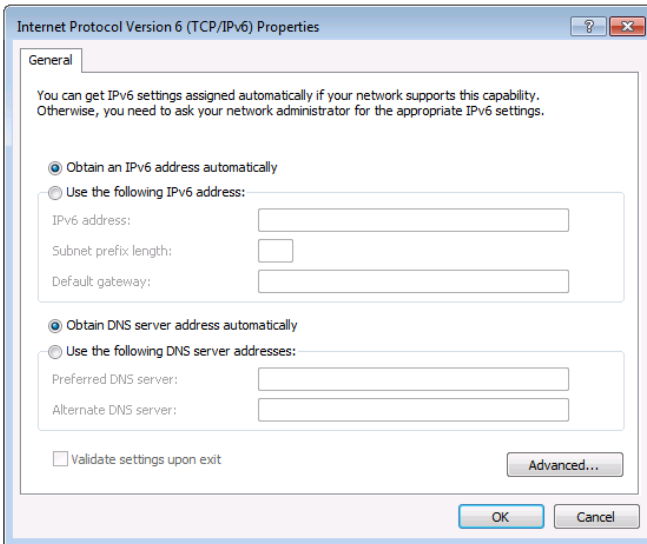 Internet Protocol Version 6 (TCP/IPv6) Properties
General
You can get IPv6 settings assigned automatically if your network supports this capability.
Otherwise, you need to ask your network administrator for the appropriate IPv6 settings.
Obtain an IPv6 address automatically
Use the following IPv6 address:
IPv6 address:
Subnet prefix length:
Default gateway:
Obtain DNS server address automatically
Use the following DNS server addresses:
Preferred DNS server:
Alternate DNS server:
Validate settings upon exit
Advanced...
OK Cancel